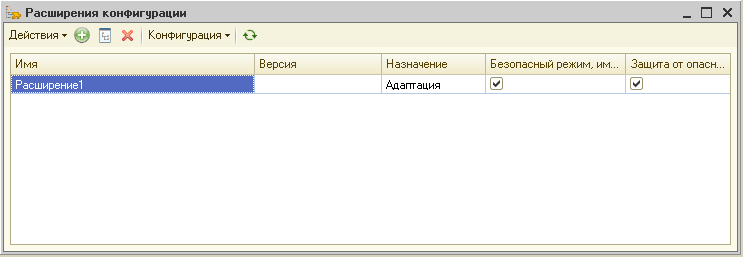 Расширения конфигурации
Действия Конфигурация
Имя Версия Назначение Безопасный режим, им... Защита от опасн...
Расширение1 Адаптация